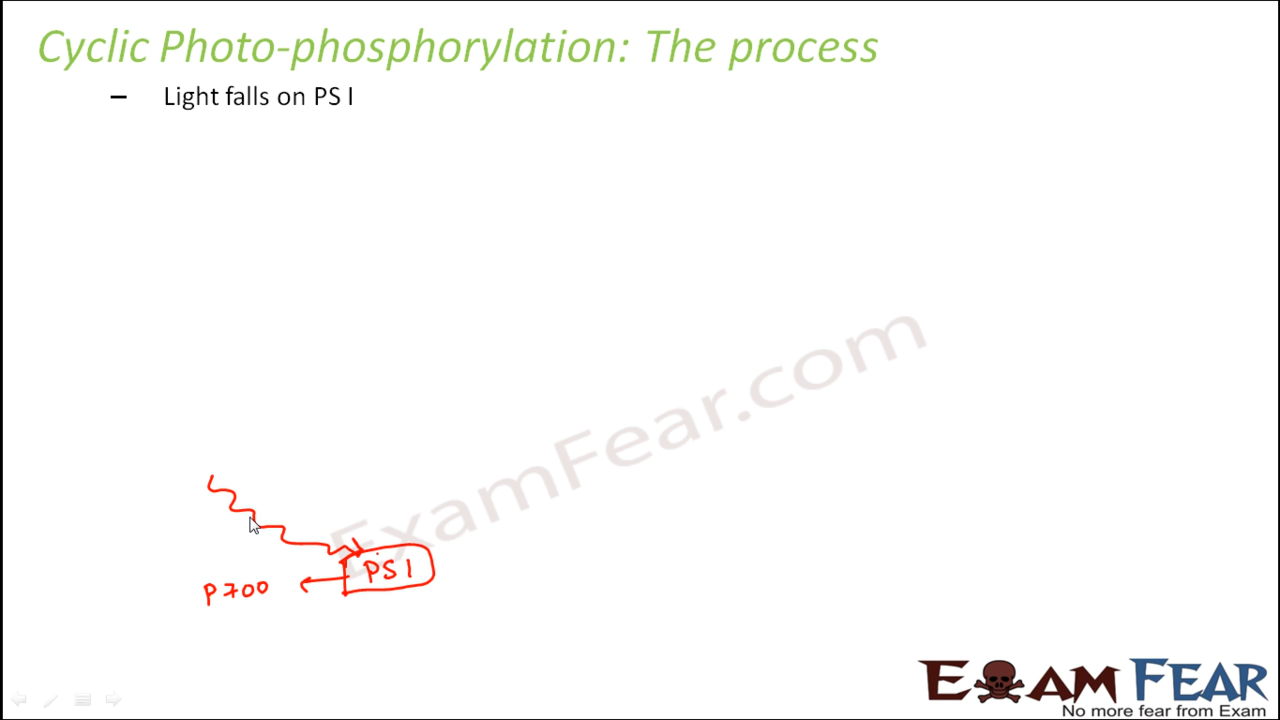 Cyclic Photo-phosphorylation: The process
– Light falls on PS I
ExamFear.com
PS I
P700
EXAM FEAR
No more fear from Exam